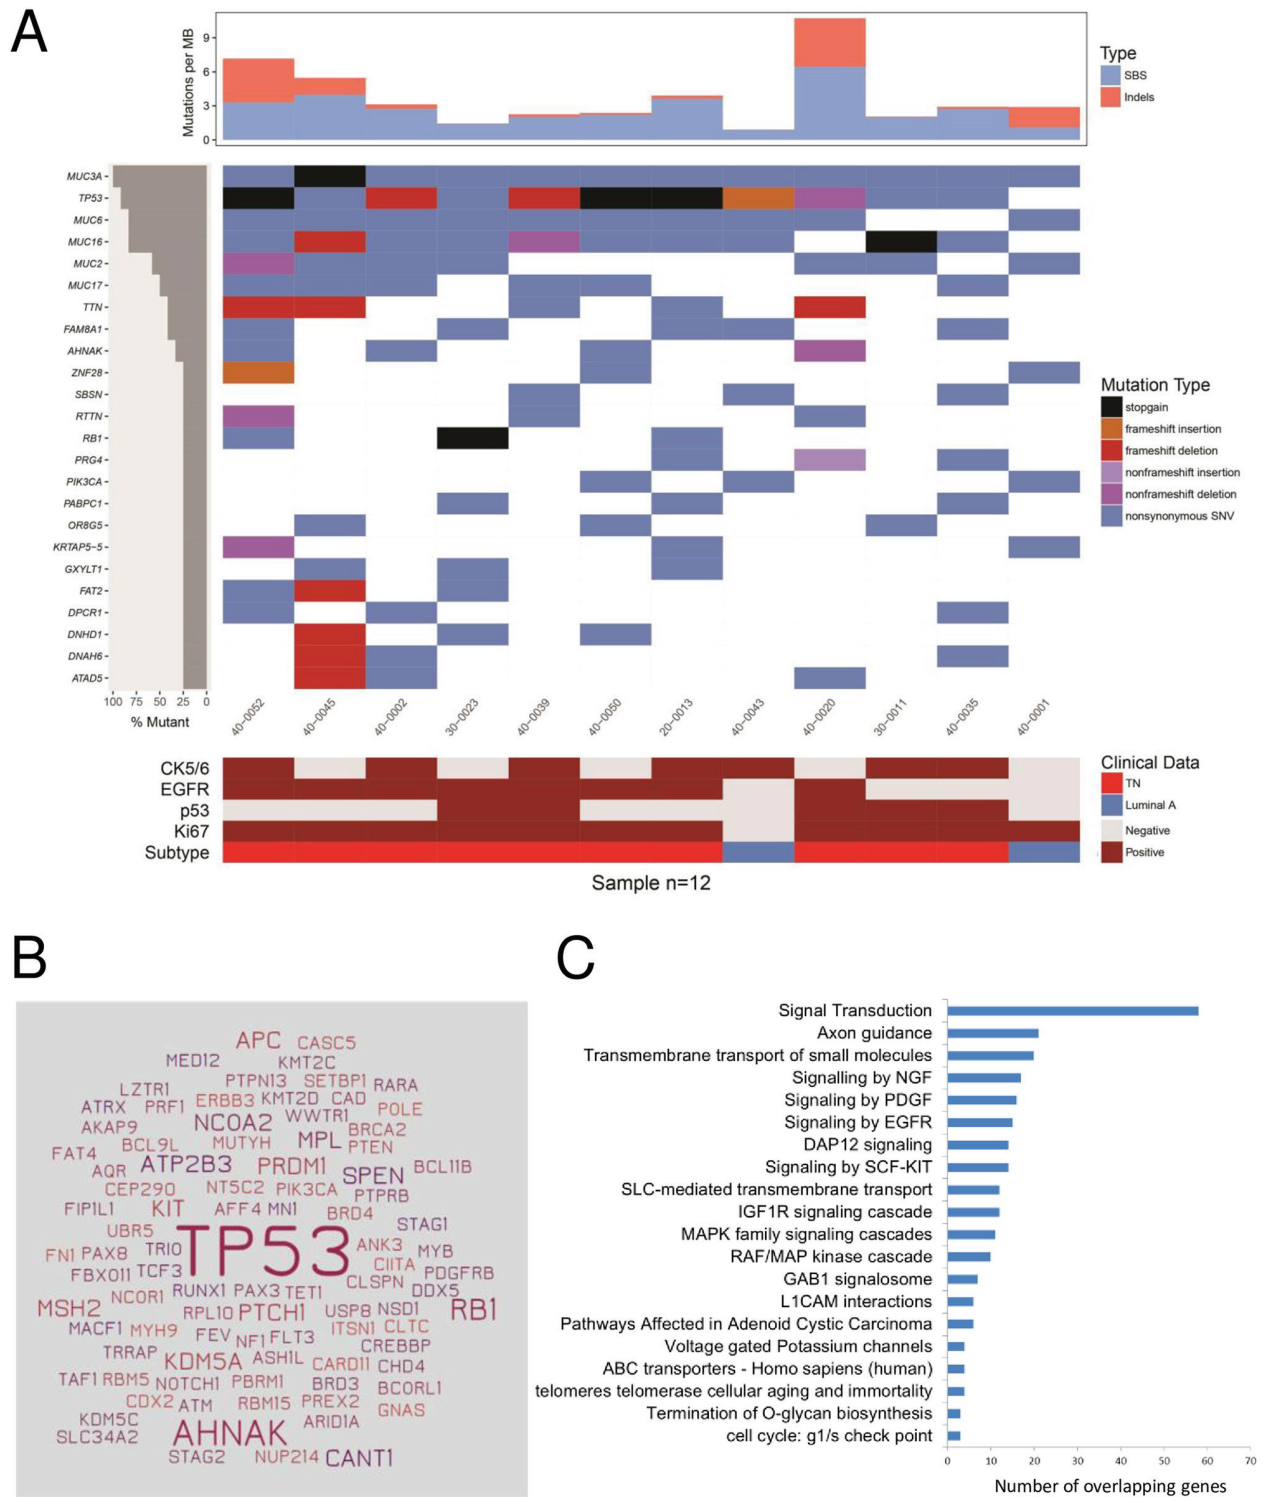 A
Mutations per MB
9
6
3
0
Type
SBS
Indels
MUC3A
TP53
MUC6
MUC16
MUC2
MUC17
TTN
FAM8A1
AHNAK
ZNF28
SBSN
RTTN
RB1
PRG4
PIK3CA
PABPC1
OR8G5
KRTAP5-5
GXYLT1
FAT2
DPCR1
DNHD1
DNAH6
ATAD5
100 75 50 25 0
% Mutant
40-0052 40-0045 40-0002 30-0023 40-0039 40-0050 20-0013 40-0043 40-0020 30-0011 40-0035 40-0001
Mutation Type
stopgain
frameshift insertion
frameshift deletion
nonframeshift insertion
nonframeshift deletion
nonsynonymous SNV
CK5/6
EGFR
p53
Ki67
Subtype
Sample n=12
Clinical Data
TN
Luminal A
Negative
Positive
B
APC CASC5
MED12 KMT2C
PTPN13 SETBP1 RARA
LZTR1 ERBB3 KMT2D CAD
ATRX PRF1 WWTR1 POLE
AKAP9 NCOA2 BRCA2
BCL9L MUTYH MPL PTEN
FAT4 ATP2B3 PRDM1 BCL11B
AQR SPEN
CEP290 NT5C2 PIK3CA PTPRB
FIP1L1 KIT AFF4 MN1 BRD4
UBR5 TP53 STAG1
FN1 PAX8 TRIO ANK3 MYB
FBXO11 TCF3 CIITA PDGFRB
CLSPN
NCOR1 RUNX1 PAX3 TET1 DDX5
MSH2 RPL10 PTCH1 USP8 NSD1 RB1
MACF1 MYH9 FEV NF1 FLT3 ITSN1 CLTC
TRRAP CREBBP
KDM5A ASH1L CARD11 CHD4
TAF1 RBM5 NOTCH1 PBRM1 BRD3 BCORL1
CDX2 ATM RBM15 PREX2 GNAS
KDM5C ARID1A
SLC34A2 AHNAK
STAG2 NUP214 CANT1
C
Signal Transduction
Axon guidance
Transmembrane transport of small molecules
Signalling by NGF
Signaling by PDGF
Signaling by EGFR
DAP12 signaling
Signaling by SCF-KIT
SLC-mediated transmembrane transport
IGF1R signaling cascade
MAPK family signaling cascades
RAF/MAP kinase cascade
GAB1 signalosome
L1CAM interactions
Pathways Affected in Adenoid Cystic Carcinoma
Voltage gated Potassium channels
ABC transporters - Homo sapiens (human)
telomeres telomerase cellular aging and immortality
Termination of O-glycan biosynthesis
cell cycle: g1/s check point
0 10 20 30 40 50 60 70
Number of overlapping genes